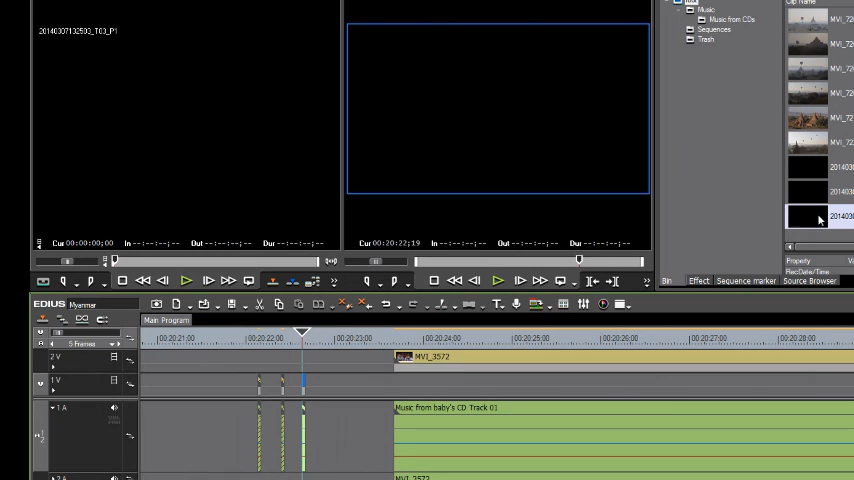 Clip Name
Root
Music
Music from CDs
Sequences
Trash
20140307132503_T03_P1
MVI_72
MVI_72
MVI_72
MVI_72
MVI_72
MVI_72
201403
201403
201403
Cur 00:00:00;00 In --:--:--;-- Out --:--:--;-- Dur --:--:--;--
Cur 00:20:22;19 In --:--:--;-- Out --:--:--;-- Dur --:--:--;--
Property
RecDate/Time
Bin Effect Sequence marker Source Browser
EDIUS Myanmar
Main Program
5 Frames
00:20:21;00 00:20:22;00 00:20:23;00 00:20:24;00 00:20:25;00 00:20:26;00 00:20:27;00 00:20:28;00
2 V
MVI_3572
1 V
1 A
Music from baby's CD Track 01
2 A
MVI_3572